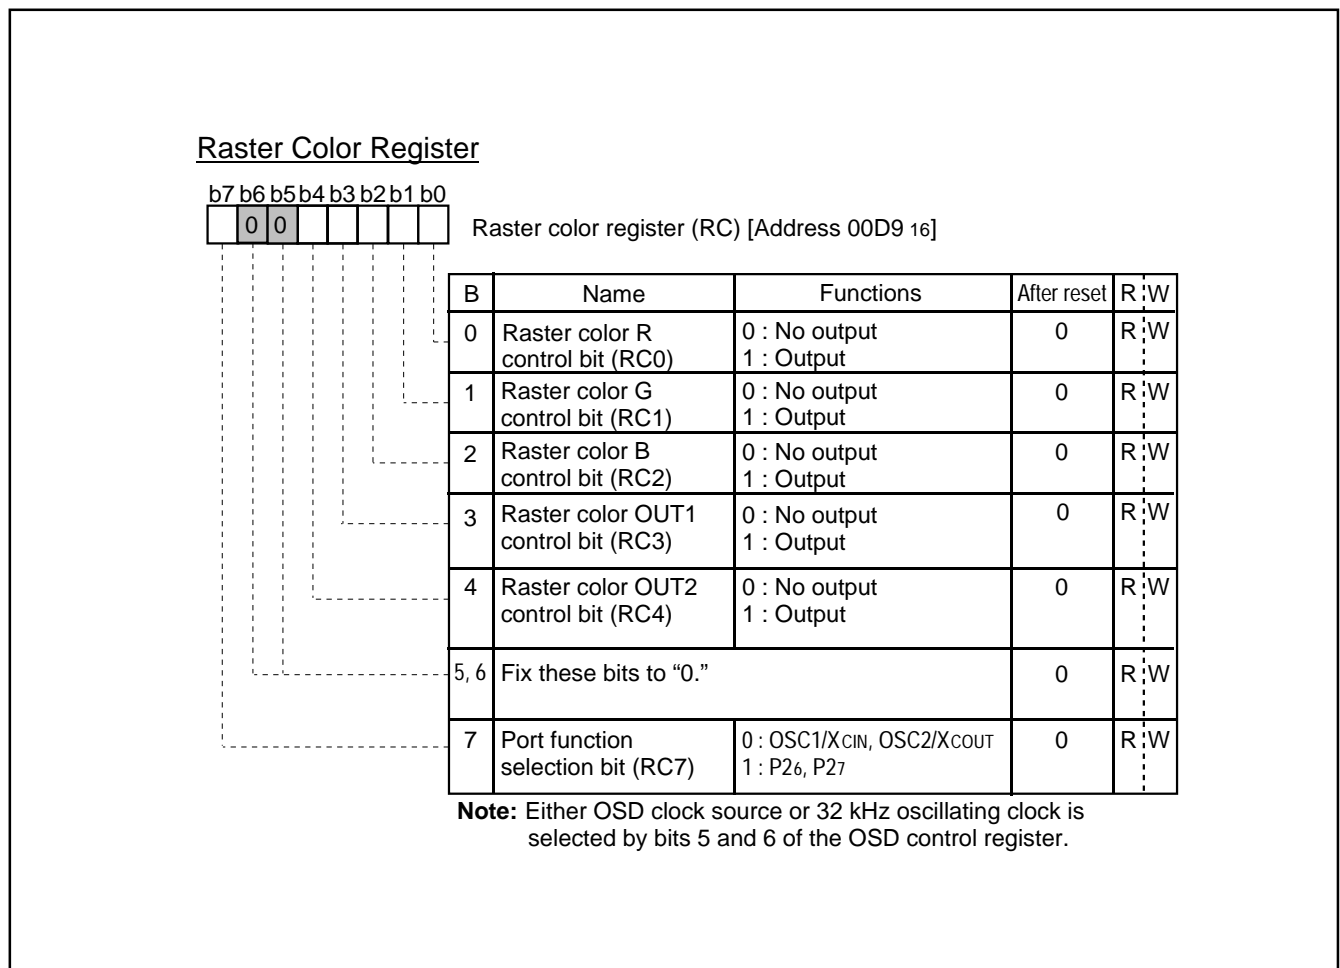 Raster Color Register
b7 b6 b5 b4 b3 b2 b1 b0
0 0
Raster color register (RC) [Address 00D9 16]
B Name Functions After reset R W
0 Raster color R 0 : No output 0 R W
control bit (RC0) 1 : Output
1 Raster color G 0 : No output 0 R W
control bit (RC1) 1 : Output
2 Raster color B 0 : No output 0 R W
control bit (RC2) 1 : Output
3 Raster color OUT1 0 : No output 0 R W
control bit (RC3) 1 : Output
4 Raster color OUT2 0 : No output 0 R W
control bit (RC4) 1 : Output
5, 6 Fix these bits to “0.” 0 R W
7 Port function 0 : OSC1/XCIN, OSC2/XCOUT 0 R W
selection bit (RC7) 1 : P26, P27
Note: Either OSD clock source or 32 kHz oscillating clock is
selected by bits 5 and 6 of the OSD control register.